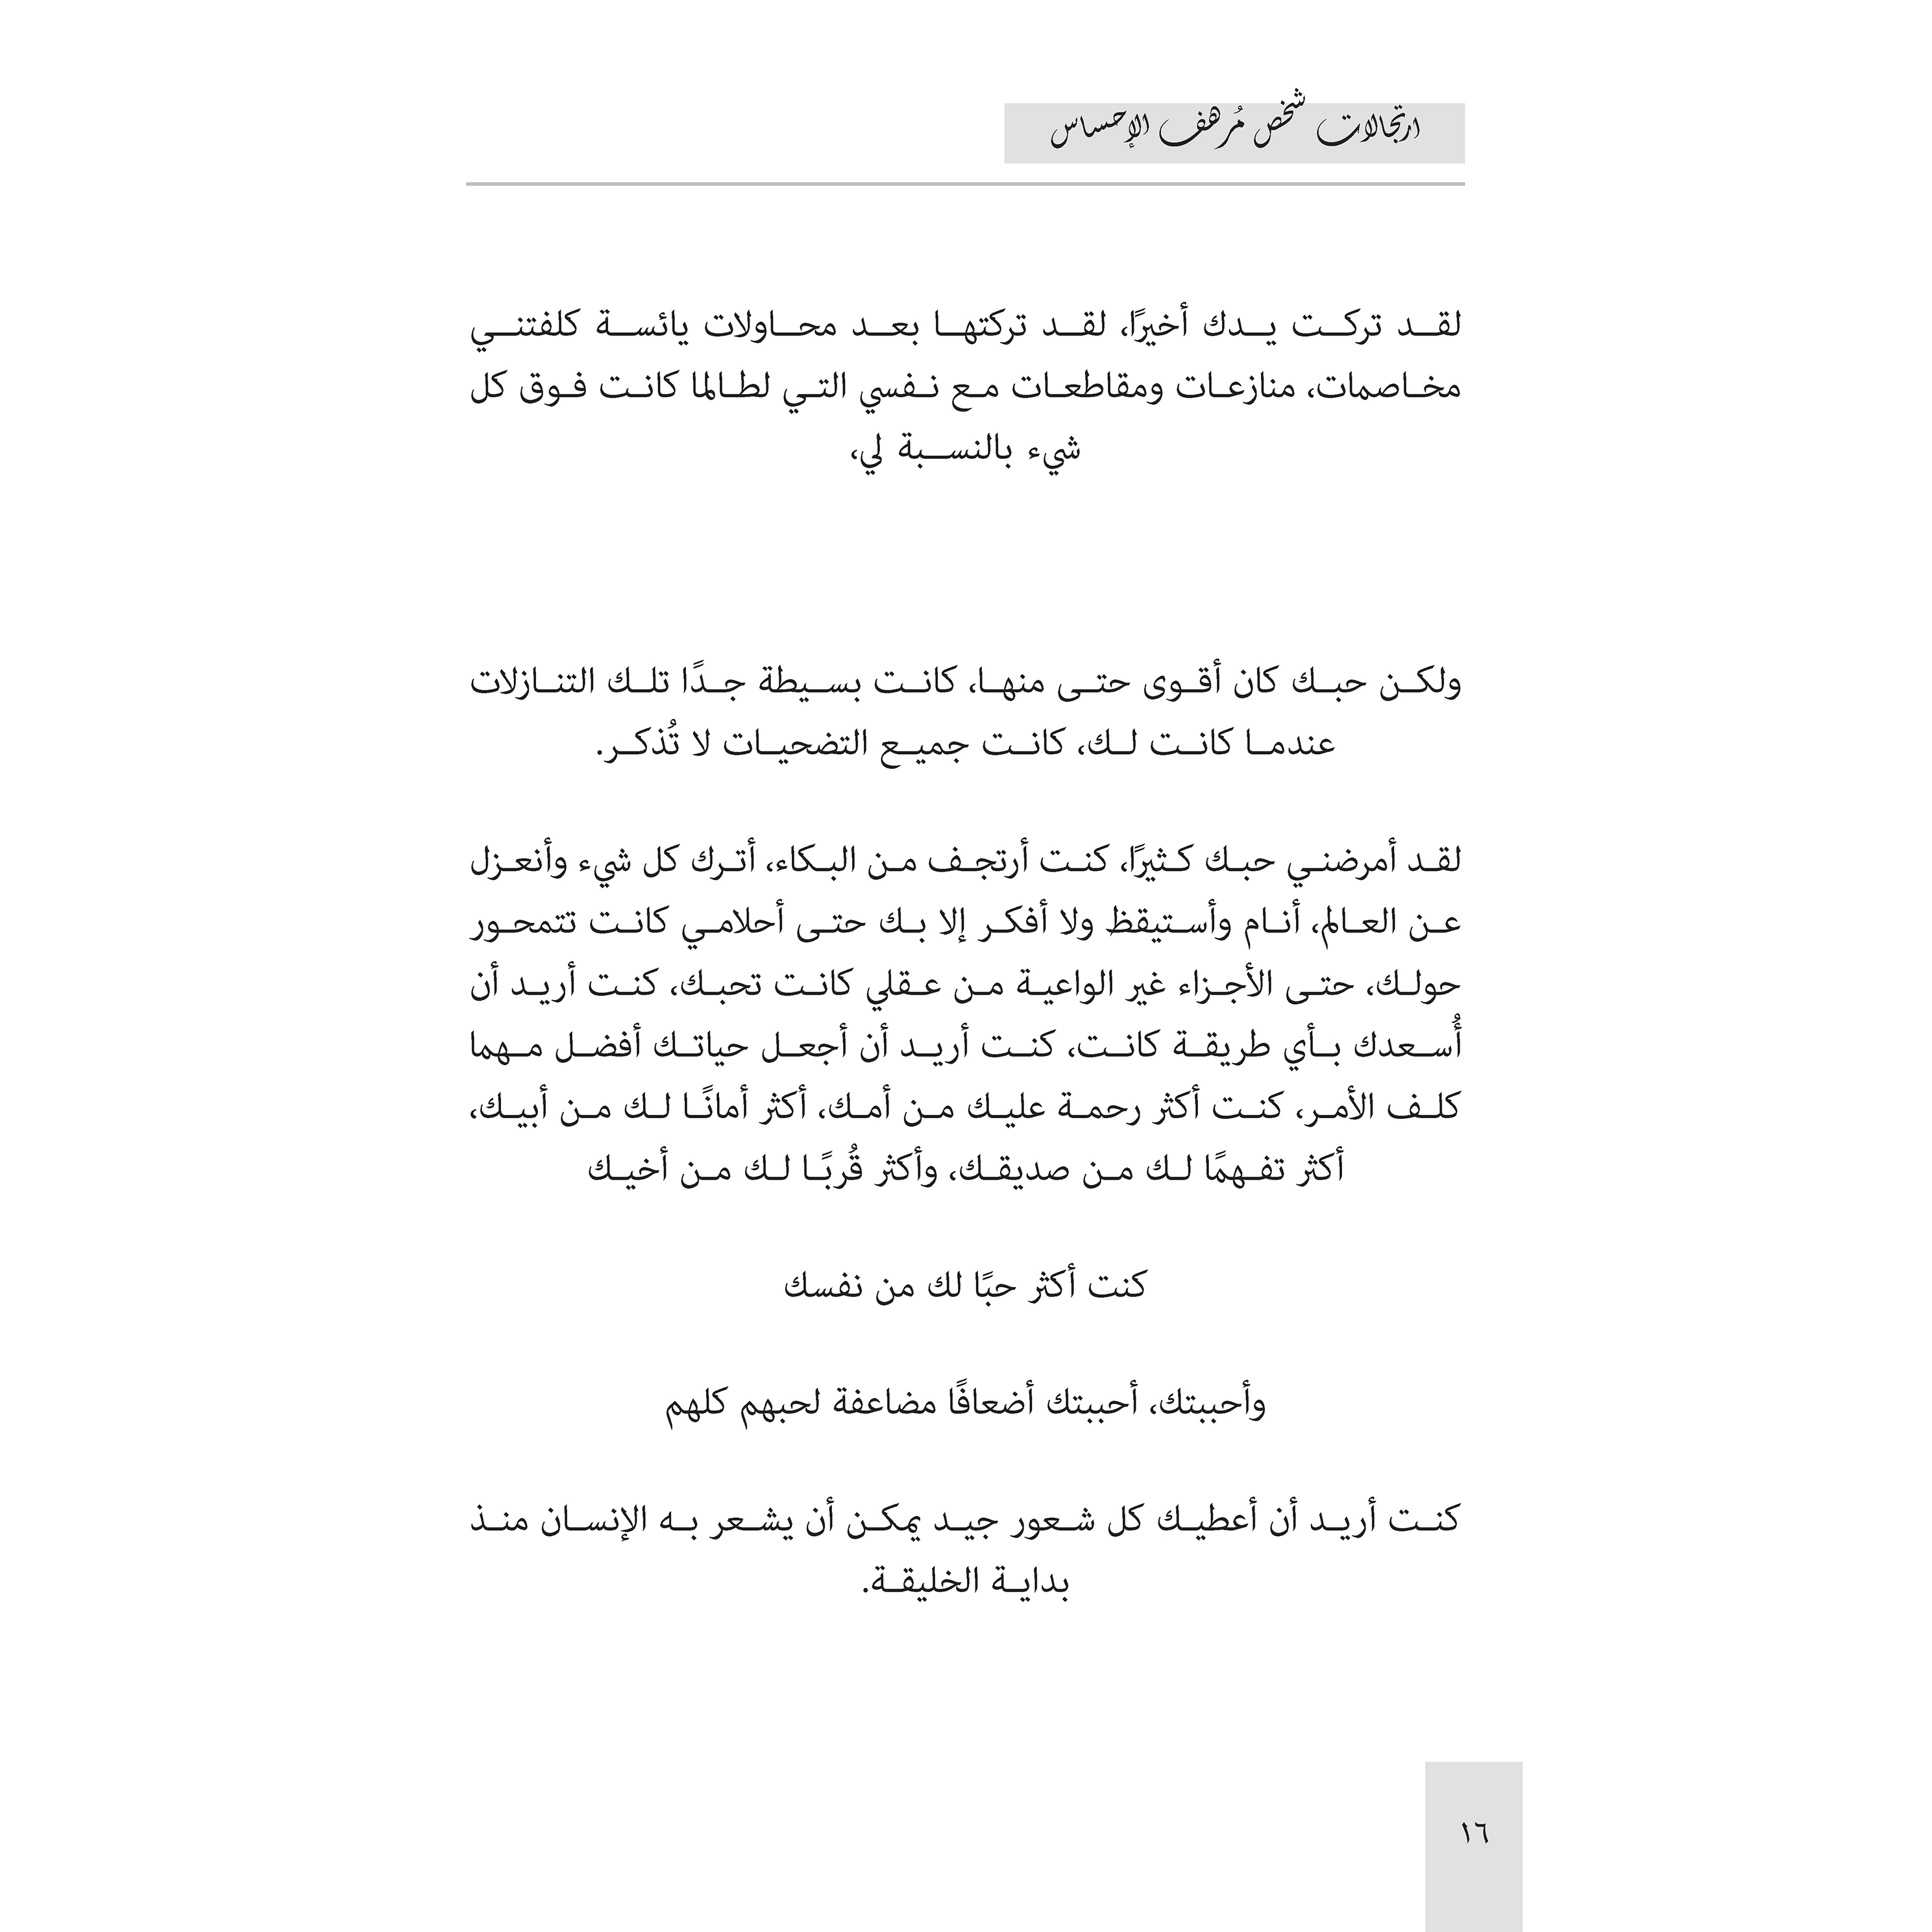 ارتجالات شخص مُرهف الإحساس
لقد تركت يدك أخيرًا، لقد تركتها بعد محاولات يائسة كلفتني
مخاصمات، منازعات ومقاطعات مع نفسي التي لطالما كانت فوق كل
شيء بالنسبة لي،
ولكن حبك كان أقوى حتى منها، كانت بسيطة جدًا تلك التنازلات
عندما كانت لك، كانت جميع التضحيات لا تُذكر.
لقد أمرضني حبك كثيرًا، كنت أرتجف من البكاء، أترك كل شيء وأنعزل
عن العالم، أنام وأستيقظ ولا أفكر إلا بك حتى أحلامي كانت تتمحور
حولك، حتى الأجزاء غير الواعية من عقلي كانت تحبك، كنت أريد أن
أُسعدك بأي طريقة كانت، كنت أريد أن أجعل حياتك أفضل مهما
كلف الأمر، كنت أكثر رحمة عليك من أمك، أكثر أمانًا لك من أبيك،
أكثر تفهمًا لك من صديقك، وأكثر قُربًا لك من أخيك
كنت أكثر حبًا لك من نفسك
وأحببتك، أحببتك أضعافًا مضاعفة لحبهم كلهم
كنت أريد أن أعطيك كل شعور جيد يمكن أن يشعر به الإنسان منذ
بداية الخليقة.
١٦